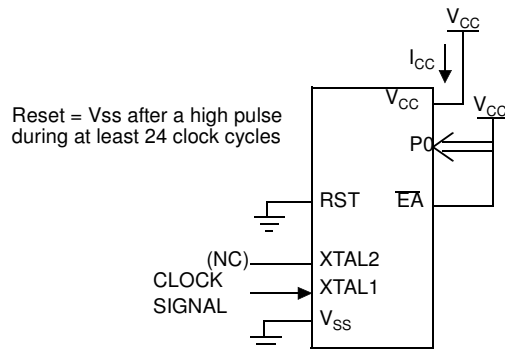 VCC
ICC
VCC
VCC
Reset = Vss after a high pulse
during at least 24 clock cycles
P0
RST
EA
(NC)
XTAL2
CLOCK
SIGNAL
XTAL1
VSS